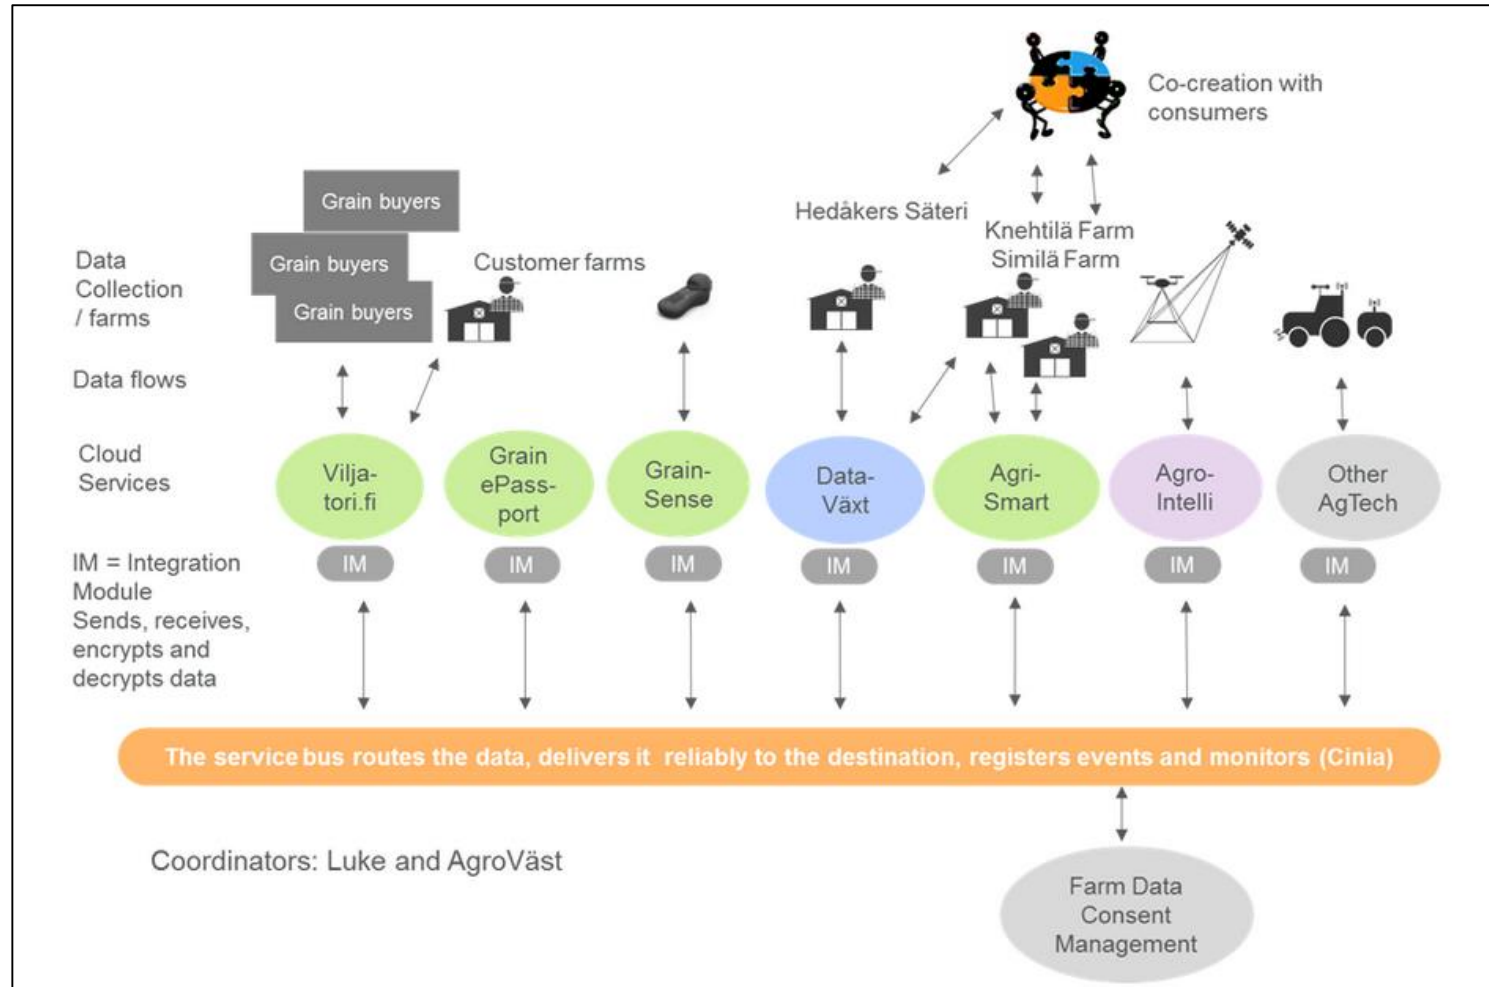 Co-creation with
consumers
Grain buyers
Grain buyers
Grain buyers
Customer farms
Hedåkers Säteri
Knehtilä Farm
Similä Farm
Data
Collection
/ farms
Data flows
Cloud
Services
Vilja-
tori.fi
Grain
ePass-
port
Grain-
Sense
Data-
Växt
Agri-
Smart
Agro-
Intelli
Other
AgTech
IM
IM
IM
IM
IM
IM
IM
IM = Integration
Module
Sends, receives,
encrypts and
decrypts data
The service bus routes the data, delivers it reliably to the destination, registers events and monitors (Cinia)
Coordinators: Luke and AgroVäst
Farm Data
Consent
Management